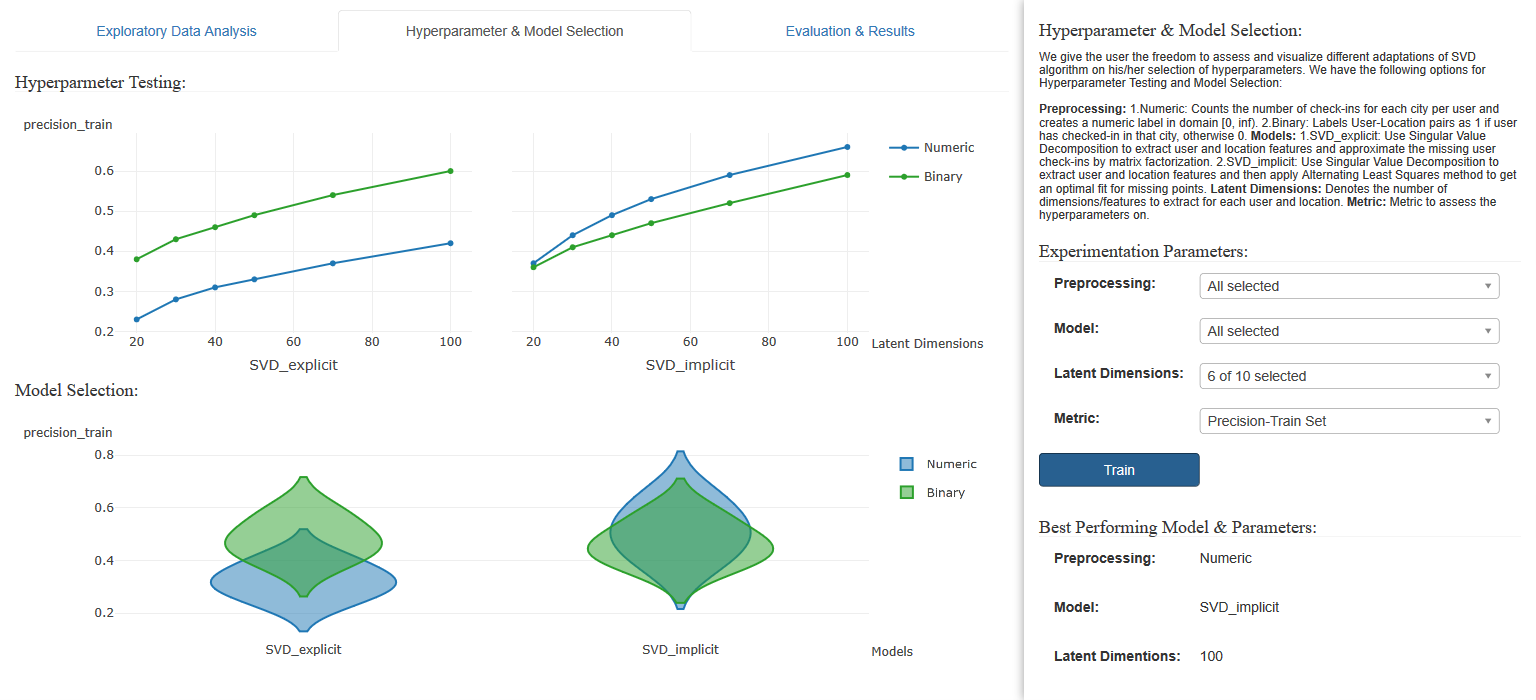 Exploratory Data Analysis
Hyperparameter & Model Selection
Evaluation & Results
Hyperparmeter Testing:
precision_train
0.6
0.5
0.4
0.3
0.2
20 40 60 80 100
SVD_explicit
20 40 60 80 100
SVD_implicit
Latent Dimensions
Numeric
Binary
Model Selection:
precision_train
0.8
0.6
0.4
0.2
SVD_explicit
SVD_implicit
Models
Numeric
Binary
Hyperparameter & Model Selection:
We give the user the freedom to assess and visualize different adaptations of SVD
algorithm on his/her selection of hyperparameters. We have the following options for
Hyperparameter Testing and Model Selection:
Preprocessing: 1.Numeric: Counts the number of check-ins for each city per user and
creates a numeric label in domain [0, inf). 2.Binary: Labels User-Location pairs as 1 if user
has checked-in in that city, otherwise 0. Models: 1.SVD_explicit: Use Singular Value
Decomposition to extract user and location features and approximate the missing user
check-ins by matrix factorization. 2.SVD_implicit: Use Singular Value Decomposition to
extract user and location features and then apply Alternating Least Squares method to get
an optimal fit for missing points. Latent Dimensions: Denotes the number of
dimensions/features to extract for each user and location. Metric: Metric to assess the
hyperparameters on.
Experimentation Parameters:
Preprocessing: All selected
Model: All selected
Latent Dimensions: 6 of 10 selected
Metric: Precision-Train Set
Train
Best Performing Model & Parameters:
Preprocessing: Numeric
Model: SVD_implicit
Latent Dimentions: 100